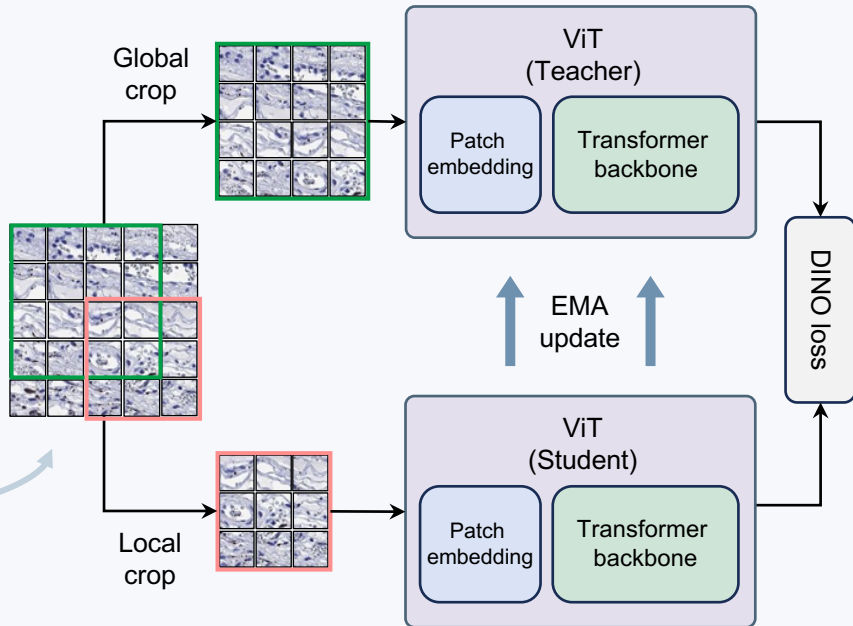 Global
crop
ViT
(Teacher)
Patch
embedding
Transformer
backbone
EMA
update
DINO loss
ViT
(Student)
Patch
embedding
Transformer
backbone
Local
crop